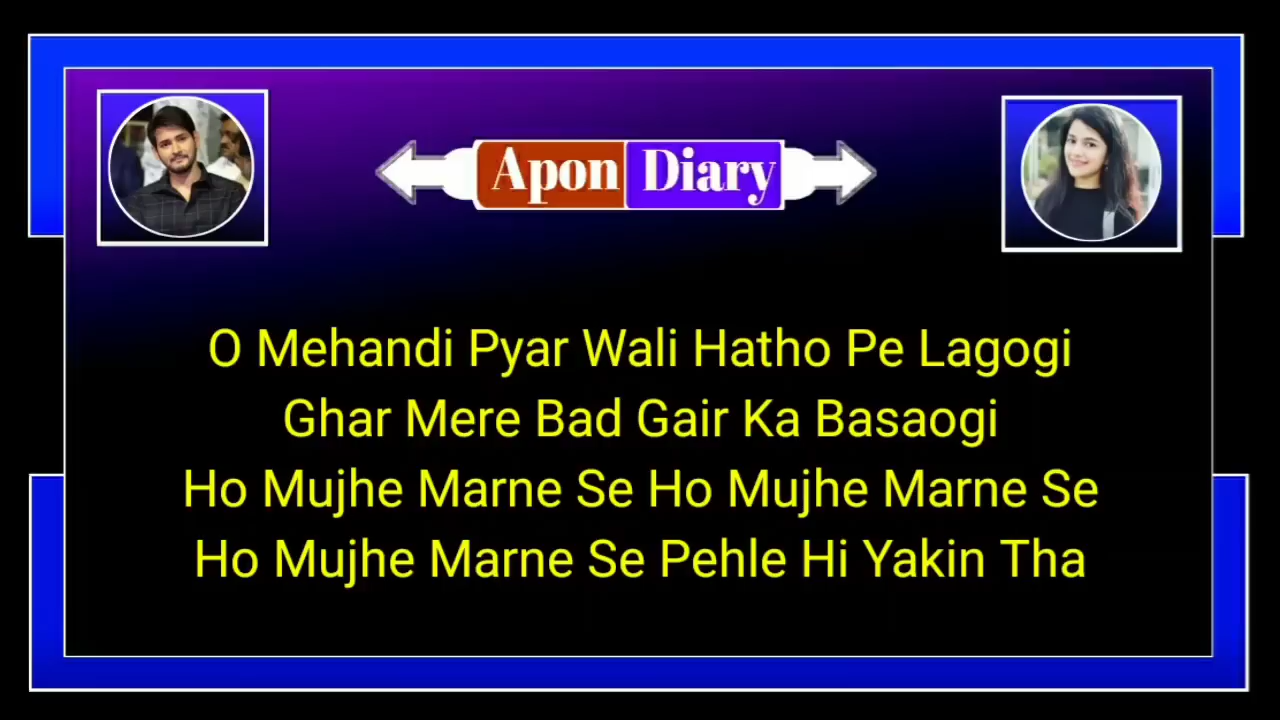 Apon Diary
O Mehandi Pyar Wali Hatho Pe Lagogi
Ghar Mere Bad Gair Ka Basaogi
Ho Mujhe Marne Se Ho Mujhe Marne Se
Ho Mujhe Marne Se Pehle Hi Yakin Tha